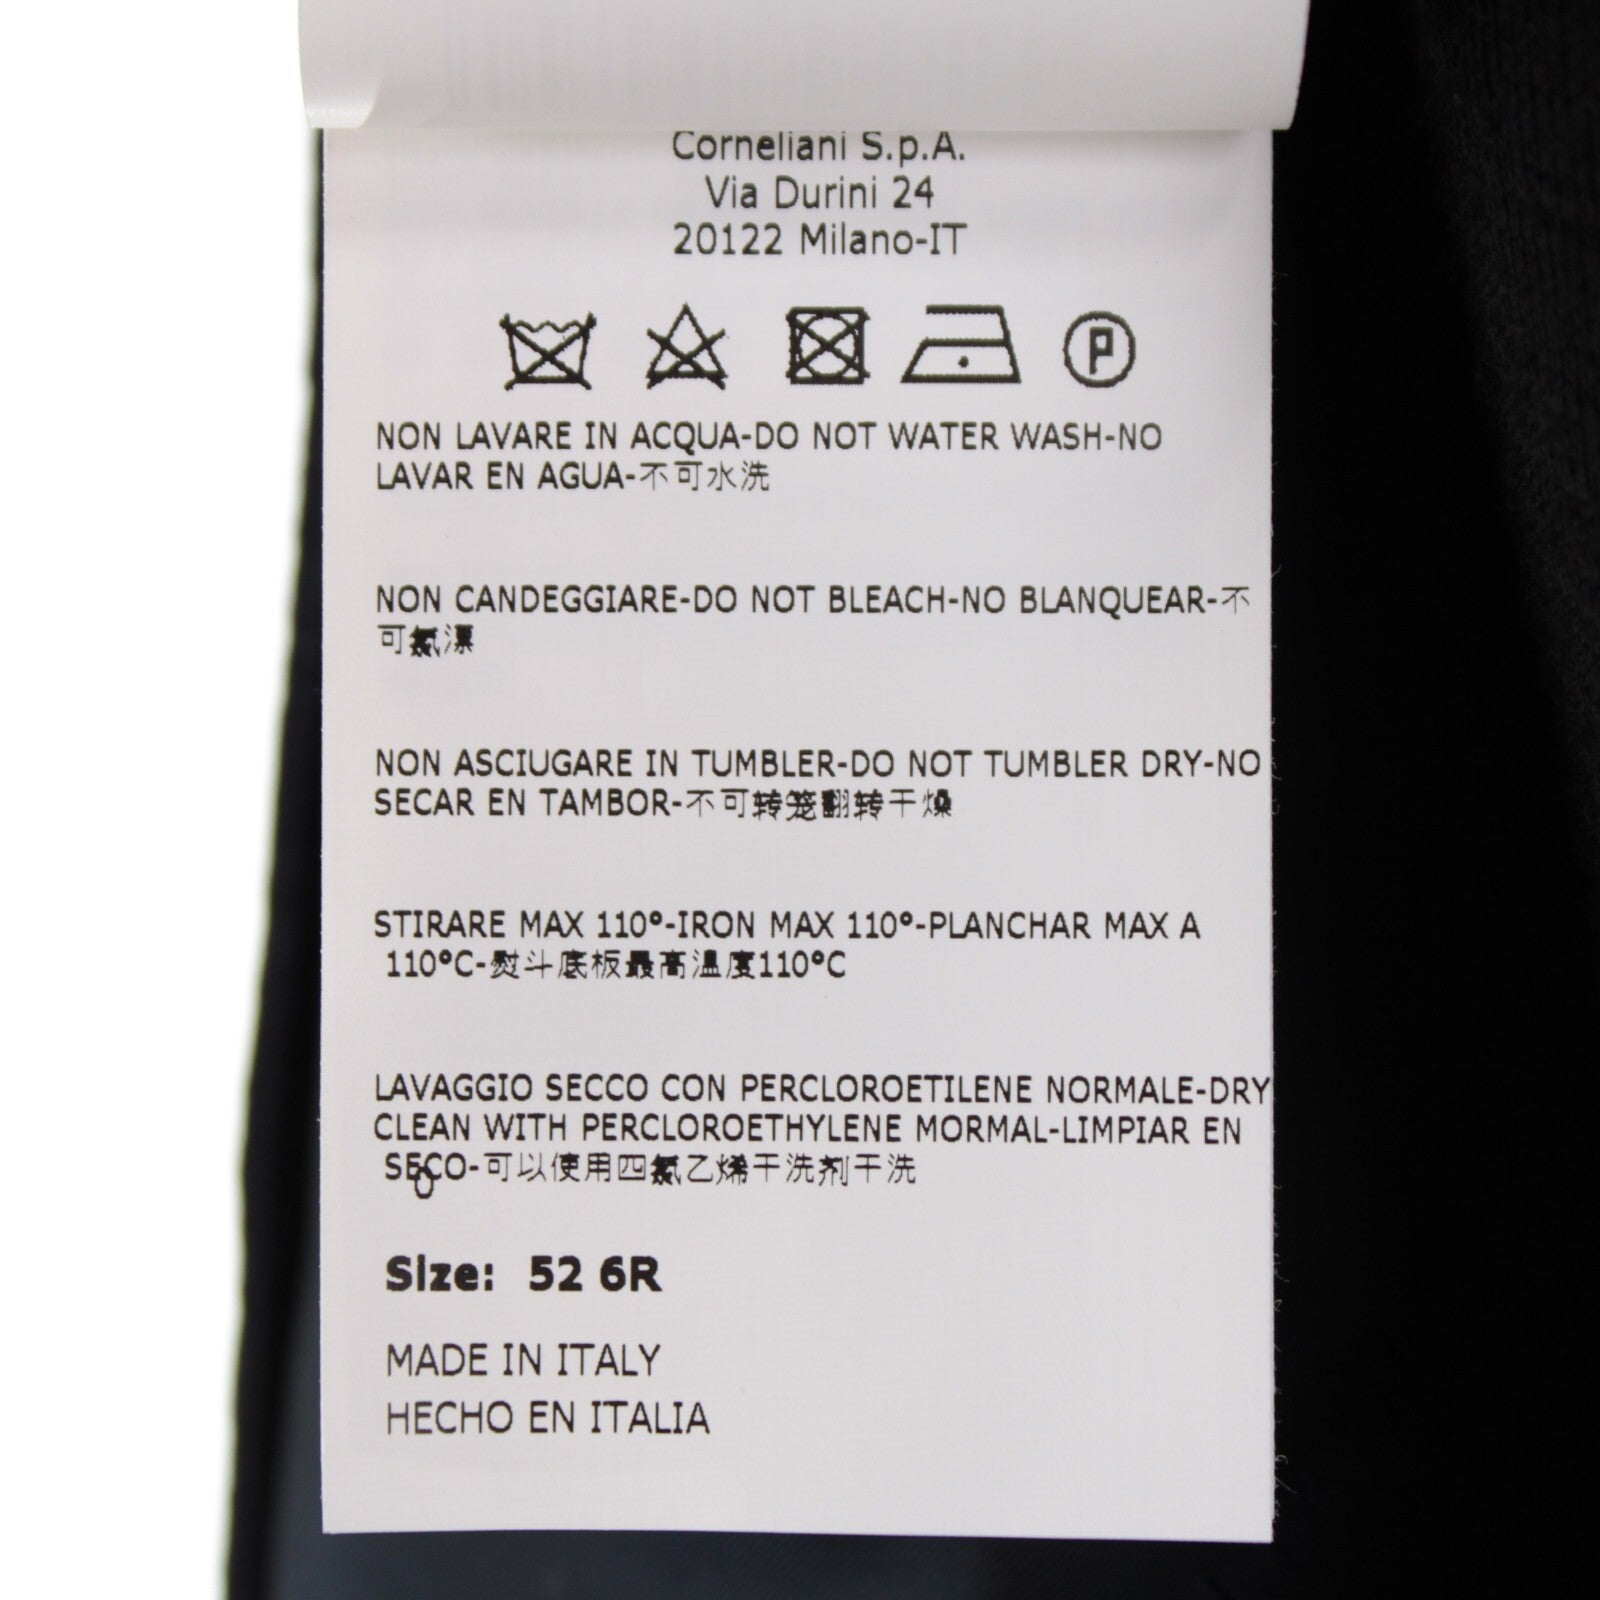 Corneliani S.p.A.
Via Durini 24
20122 Milano-IT
P
NON LAVARE IN ACQUA-DO NOT WATER WASH-NO
LAVAR EN AGUA-不可水洗
NON CANDEGGIARE-DO NOT BLEACH-NO BLANQUEAR-不
可氯漂
NON ASCIUGARE IN TUMBLER-DO NOT TUMBLER DRY-NO
SECAR EN TAMBOR-不可转笼翻转干燥
STIRARE MAX 110°-IRON MAX 110°-PLANCHAR MAX A
110°C-熨斗底板最高温度110°C
LAVAGGIO SECCO CON PERCLOROETILENE NORMALE-DRY
CLEAN WITH PERCLOROETHYLENE MORMAL-LIMPIAR EN
SECO-可以使用四氯乙烯干洗剂干洗
0
Size: 52 6R
MADE IN ITALY
HECHO EN ITALIA